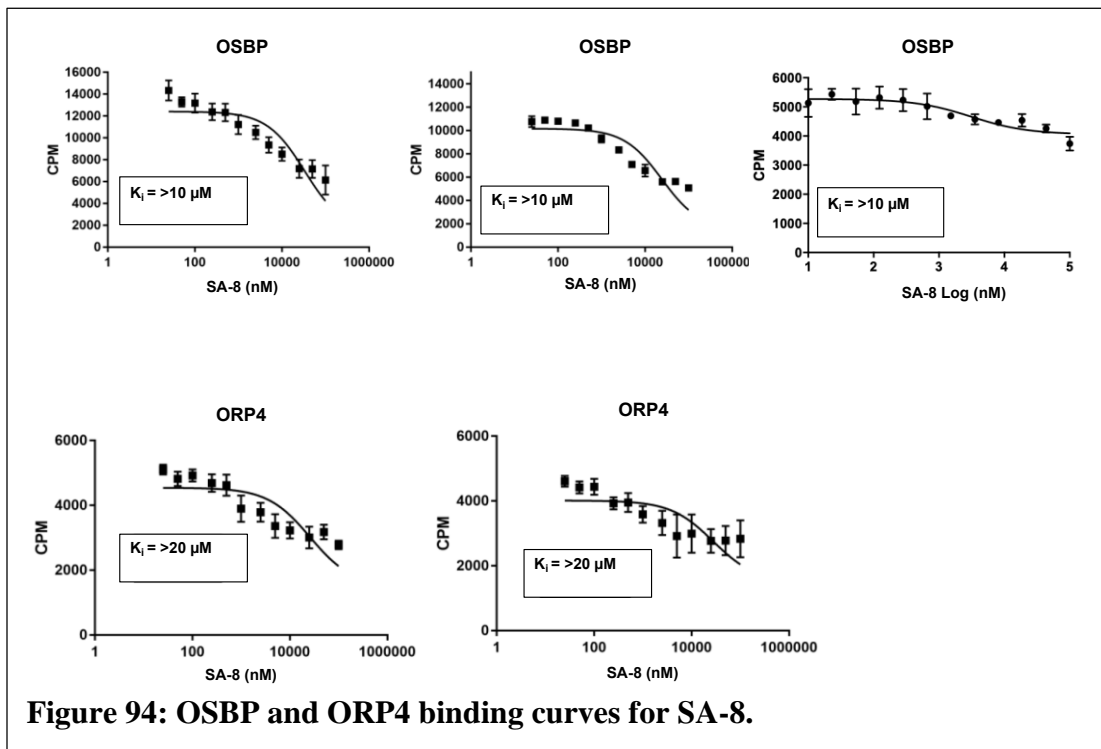 OSBP
16000
14000
12000
10000
8000
6000
4000
2000
0
CPM
Kᵢ = >10 µM
1 100 10000 1000000
SA-8 (nM)
OSBP
14000
12000
10000
8000
6000
4000
2000
0
CPM
Kᵢ = >10 µM
1 100 10000 1000000
SA-8 (nM)
OSBP
6000
5000
4000
3000
2000
1000
0
CPM
Kᵢ = >10 µM
1 2 3 4 5
SA-8 Log (nM)
ORP4
6000
4000
2000
0
CPM
Kᵢ = >20 µM
1 100 10000 1000000
SA-8 (nM)
ORP4
6000
4000
2000
0
CPM
Kᵢ = >20 µM
1 100 10000 1000000
SA-8 (nM)
Figure 94: OSBP and ORP4 binding curves for SA-8.